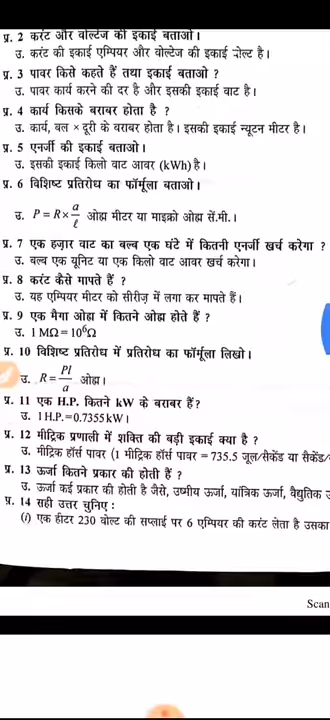 प्र. 2 करंट और वोल्टेज की इकाई बताओ।
उ. करंट की इकाई एम्पियर और वोल्टेज की इकाई वोल्ट है।
प्र. 3 पावर किसे कहते हैं तथा इकाई बताओ ?
उ. पावर कार्य करने की दर है और इसकी इकाई वाट है।
प्र. 4 कार्य किसके बराबर होता है ?
उ. कार्य, बल × दूरी के बराबर होता है। इसकी इकाई न्यूटन मीटर है।
प्र. 5 एनर्जी की इकाई बताओ।
उ. इसकी इकाई किलो वाट आवर (kWh) है।
प्र. 6 विशिष्ट प्रतिरोध का फॉर्मूला बताओ।
उ. P = R × a/ℓ ओह्म मीटर या माइक्रो ओह्म सें.मी.।
प्र. 7 एक हज़ार वाट का बल्ब एक घंटे में कितनी एनर्जी खर्च करेगा ?
उ. बल्ब एक यूनिट या एक किलो वाट आवर खर्च करेगा।
प्र. 8 करंट कैसे मापते हैं ?
उ. यह एम्पियर मीटर को सीरीज़ में लगा कर मापते हैं।
प्र. 9 एक मैगा ओह्म में कितने ओह्म होते हैं ?
उ. 1 MΩ = 10⁶Ω
प्र. 10 विशिष्ट प्रतिरोध में प्रतिरोध का फॉर्मूला लिखो।
उ. R = Pl/a ओह्म।
प्र. 11 एक H.P. कितने kW के बराबर हैं?
उ. 1 H.P. = 0.7355 kW।
प्र. 12 मीट्रिक प्रणाली में शक्ति की बड़ी इकाई क्या है ?
उ. मीट्रिक हॉर्स पावर (1 मीट्रिक हॉर्स पावर = 735.5 जूल/सैकेंड या सैकेंड/
प्र. 13 ऊर्जा कितने प्रकार की होती हैं ?
उ. ऊर्जा कई प्रकार की होती है जैसे, उष्मीय ऊर्जा, यांत्रिक ऊर्जा, वैद्युतिक
प्र. 14 सही उत्तर चुनिए :
(i) एक हीटर 230 वोल्ट की सप्लाई पर 6 एम्पियर की करंट लेता है उसका
Scan